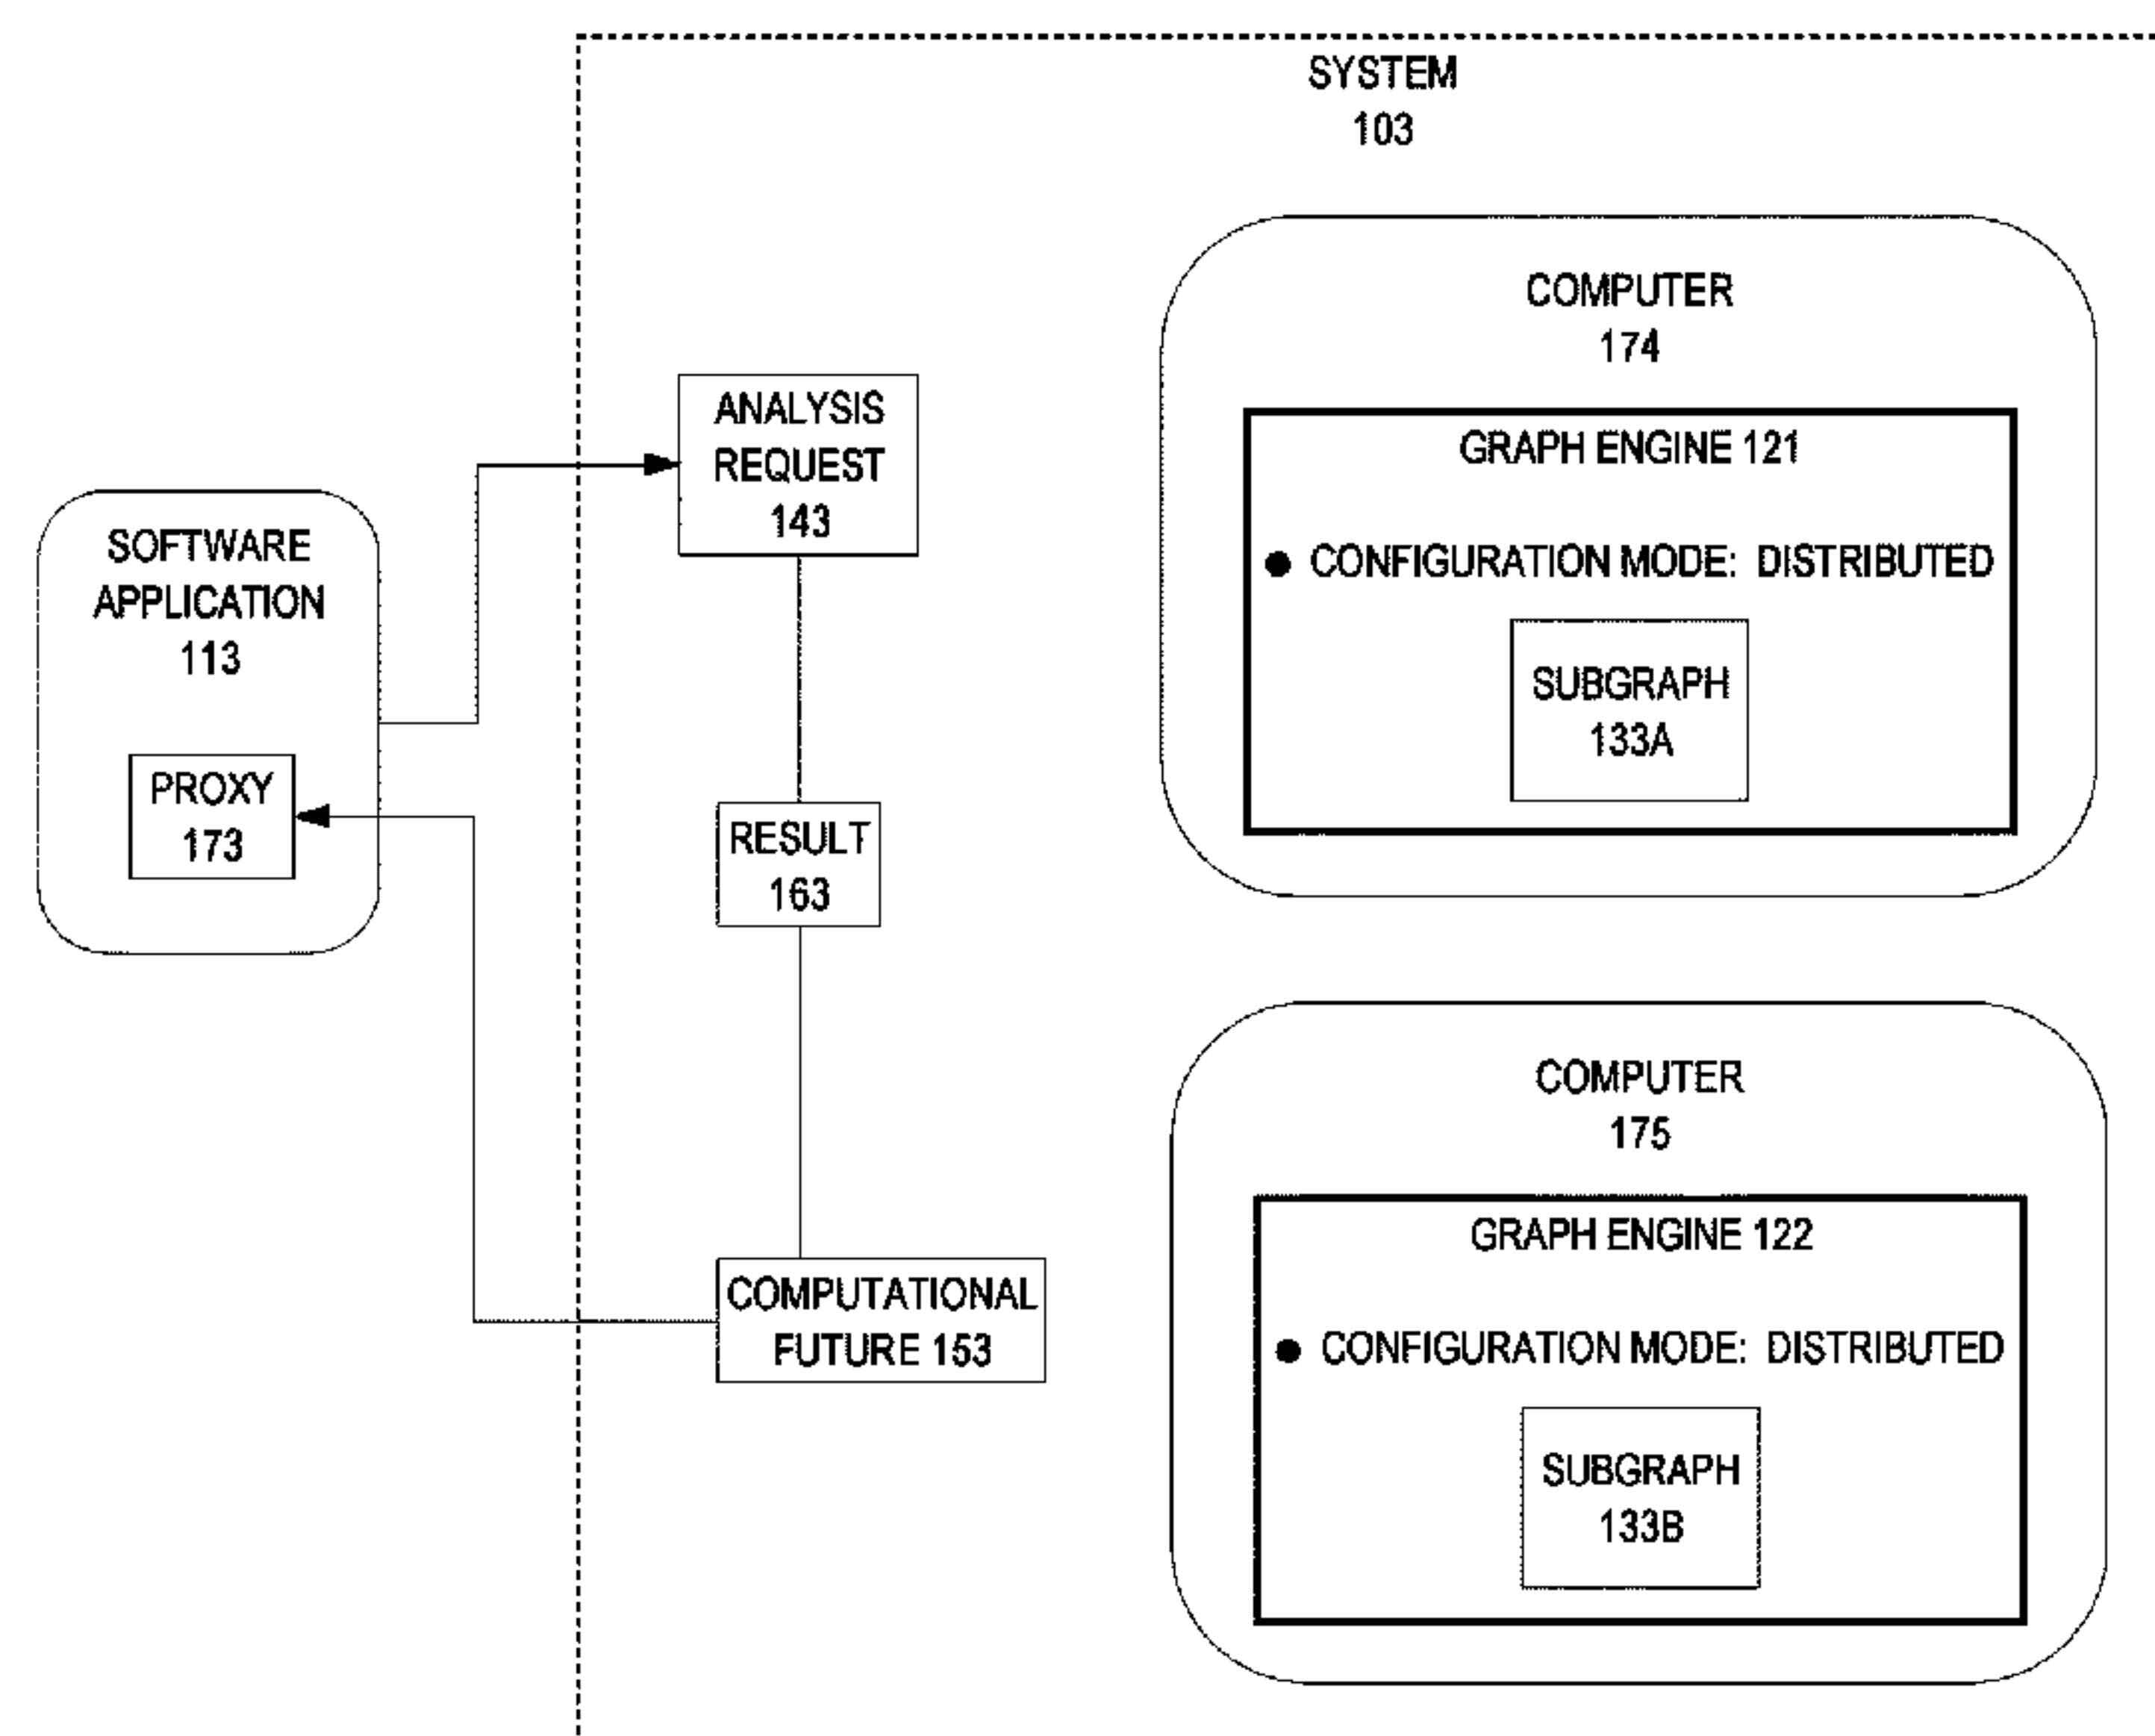 SYSTEM
103
SOFTWARE
APPLICATION
113
PROXY
173
ANALYSIS
REQUEST
143
RESULT
163
COMPUTATIONAL
FUTURE 153
COMPUTER
174
GRAPH ENGINE 121
● CONFIGURATION MODE: DISTRIBUTED
SUBGRAPH
133A
COMPUTER
175
GRAPH ENGINE 122
● CONFIGURATION MODE: DISTRIBUTED
SUBGRAPH
133B